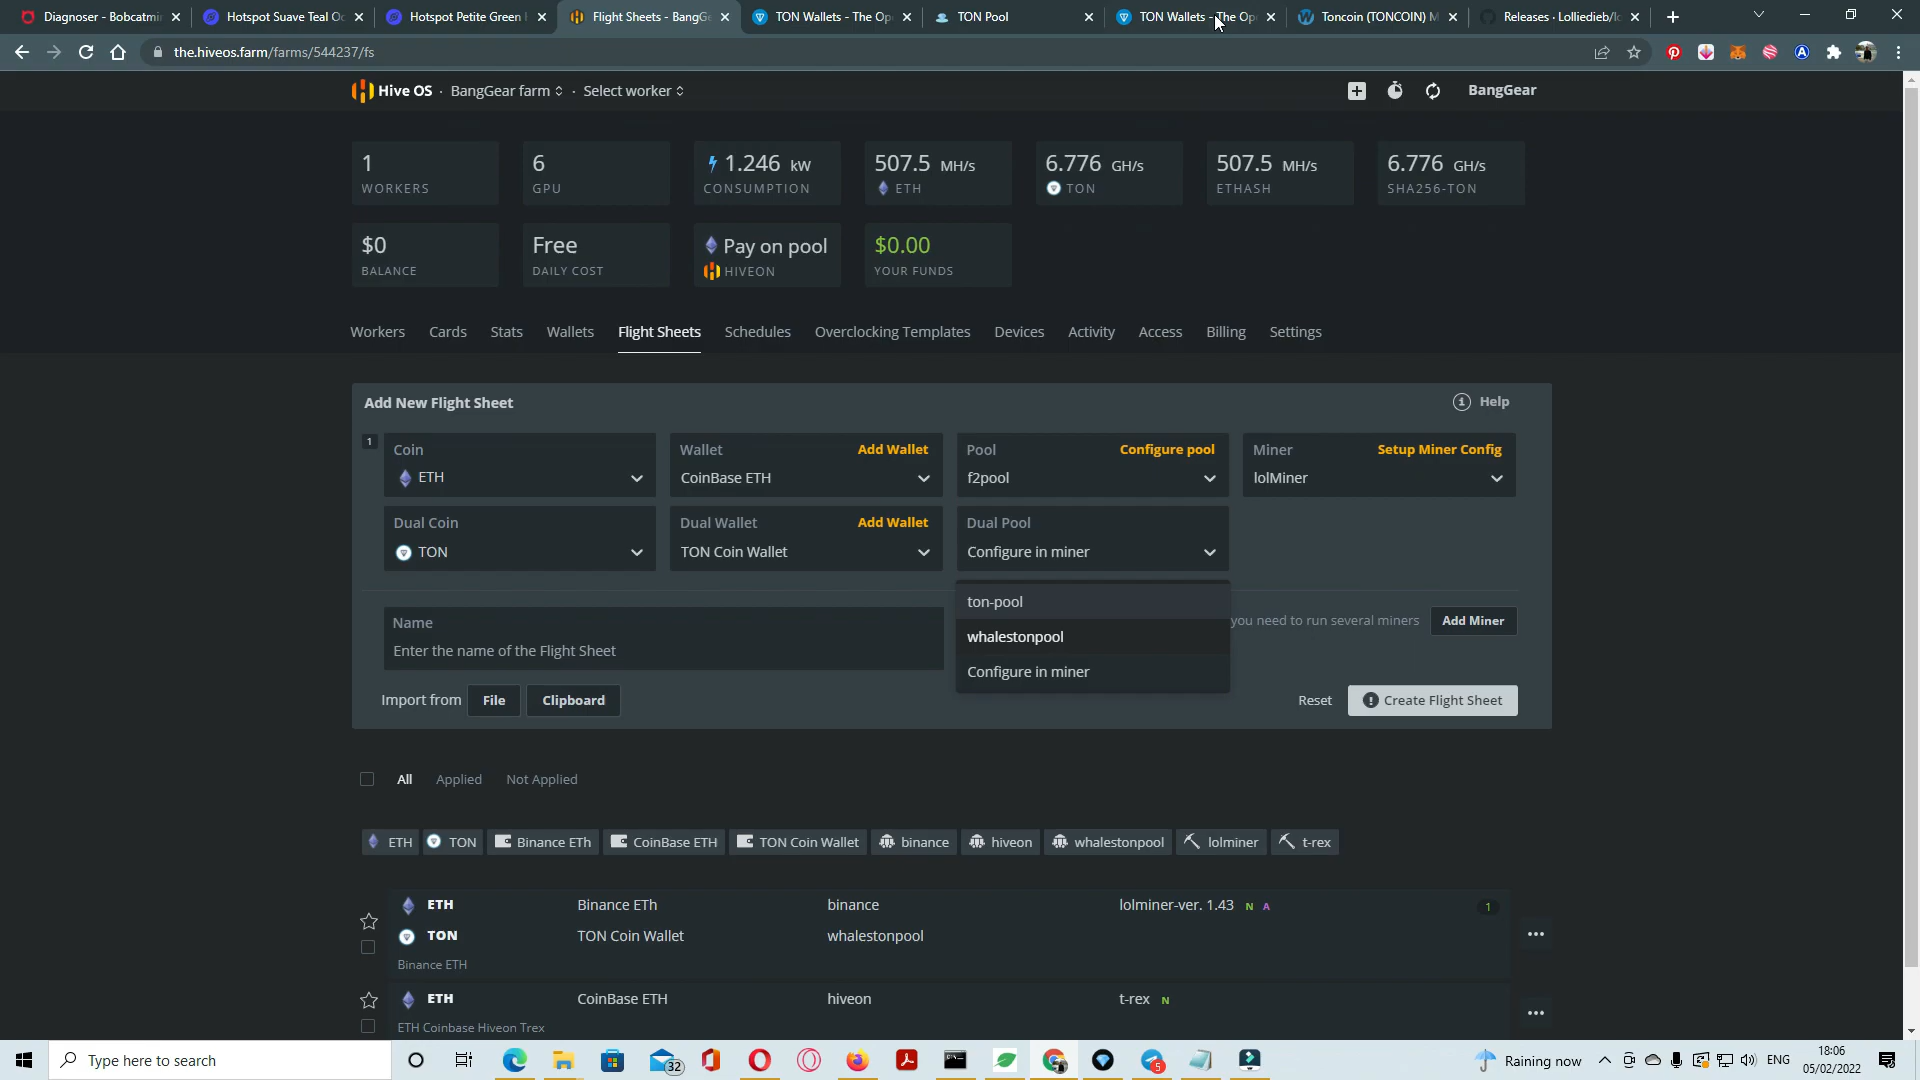 Diagnoser - Bobcatmin
Hotspot Suave Teal Oc
Hotspot Petite Green H
Flight Sheets - BangGe
TON Wallets - The Op
TON Pool
TON Wallets - The Op
Toncoin (TONCOIN) M
Releases · Lolliedieb/lo
the.hiveos.farm/farms/544237/fs
Hive OS · BangGear farm · Select worker
BangGear
1
WORKERS
6
GPU
1.246 kW
CONSUMPTION
507.5 MH/s
ETH
6.776 GH/s
TON
507.5 MH/s
ETHASH
6.776 GH/s
SHA256-TON
$0
BALANCE
Free
DAILY COST
Pay on pool
HIVEON
$0.00
YOUR FUNDS
Workers Cards Stats Wallets Flight Sheets Schedules Overclocking Templates Devices Activity Access Billing Settings
Add New Flight Sheet
Help
1
Coin
ETH
Wallet Add Wallet
CoinBase ETH
Pool Configure pool
f2pool
Miner Setup Miner Config
lolMiner
Dual Coin
TON
Dual Wallet Add Wallet
TON Coin Wallet
Dual Pool
Configure in miner
ton-pool
whalestonpool
Configure in miner
Name
Enter the name of the Flight Sheet
you need to run several miners Add Miner
Import from File Clipboard
Reset Create Flight Sheet
All Applied Not Applied
ETH TON Binance ETh CoinBase ETH TON Coin Wallet binance hiveon whalestonpool lolminer t-rex
ETH Binance ETh binance lolminer-ver. 1.43 N A 1
TON TON Coin Wallet whalestonpool
Binance ETH
ETH CoinBase ETH hiveon t-rex N
ETH Coinbase Hiveon Trex
Type here to search
32
5
Raining now
ENG
18:06
05/02/2022